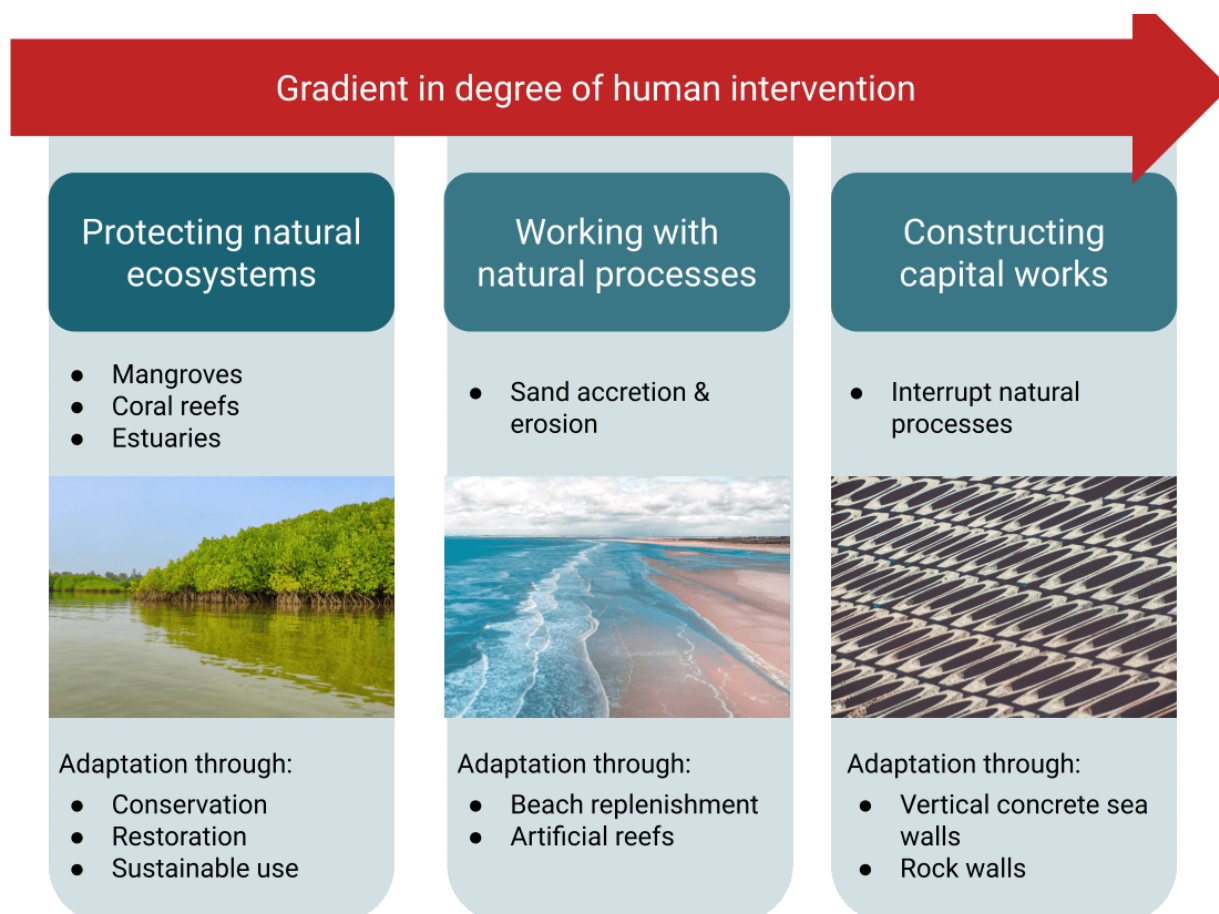 Gradient in degree of human intervention
Protecting natural
ecosystems
● Mangroves
● Coral reefs
● Estuaries
Adaptation through:
● Conservation
● Restoration
● Sustainable use
Working with
natural processes
● Sand accretion &
erosion
Adaptation through:
● Beach replenishment
● Artificial reefs
Constructing
capital works
● Interrupt natural
processes
Adaptation through:
● Vertical concrete sea
walls
● Rock walls